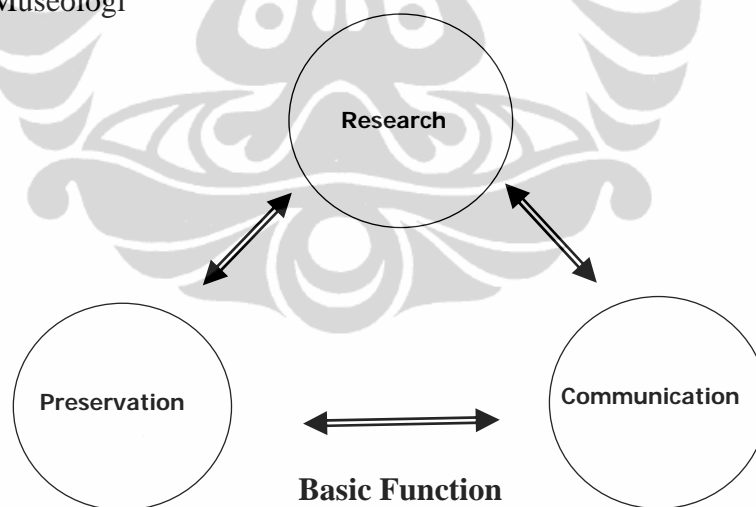 Museologi
Research
Preservation
Communication
Basic Function